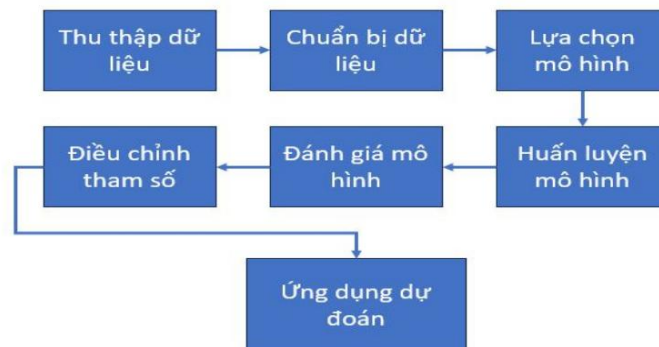 Thu thập dữ
liệu
Chuẩn bị dữ
liệu
Lựa chọn
mô hình
Huấn luyện
mô hình
Đánh giá mô
hình
Điều chỉnh
tham số
Ứng dụng dự
đoán